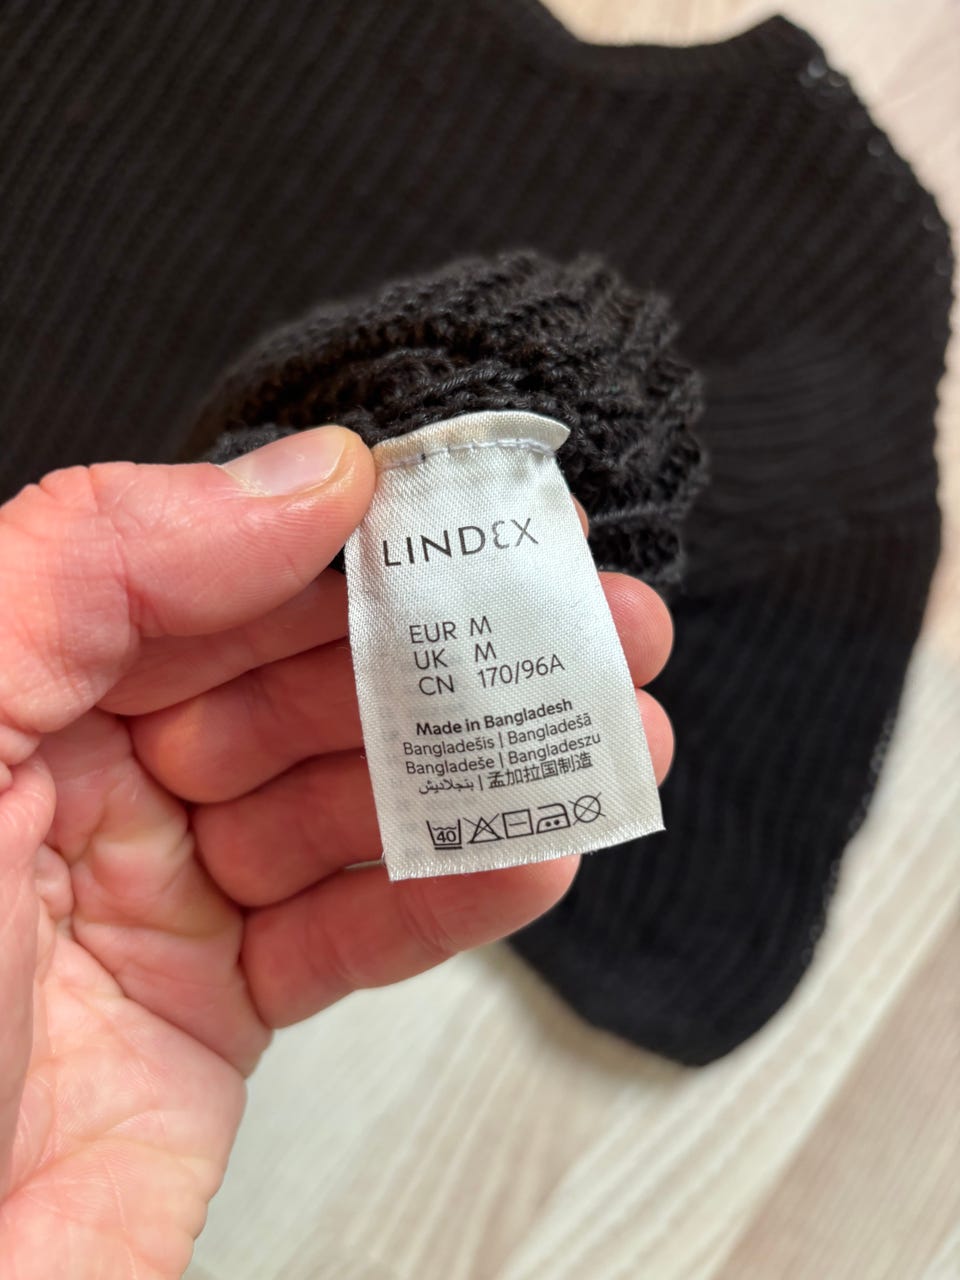 LINDEX
EUR M
UK M
CN 170/96A
Made in Bangladesh
Bangladešis | Bangladešā
Bangladeše | Bangladeszu
بنجلاديش | 孟加拉国制造
40